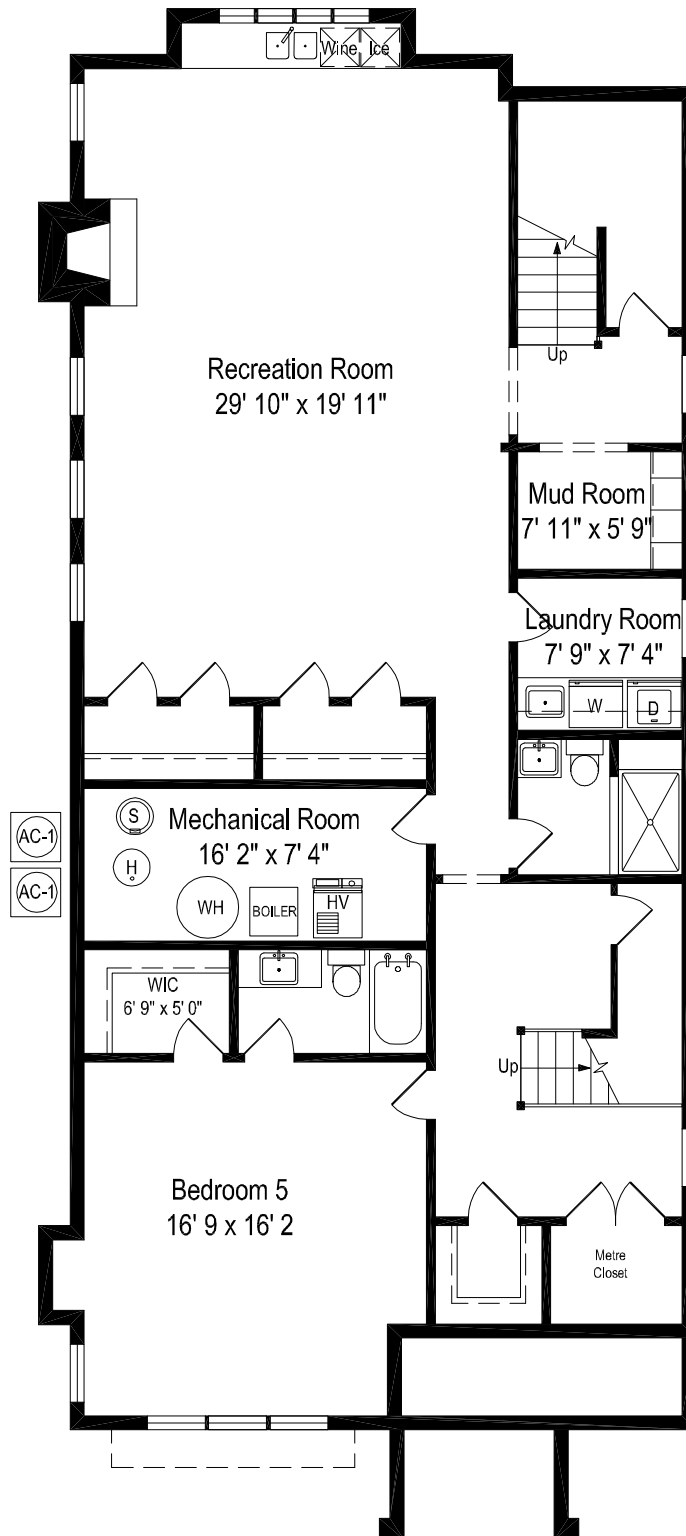 Wine Ice
Up
Recreation Room
29' 10" x 19' 11"
Mud Room
7' 11" x 5' 9"
Laundry Room
7' 9" x 7' 4"
W
D
S
Mechanical Room
16' 2" x 7' 4"
AC-1
H
AC-1
WH
BOILER
HV
WIC
6' 9" x 5' 0"
Up
Bedroom 5
16' 9 x 16' 2
Metre
Closet